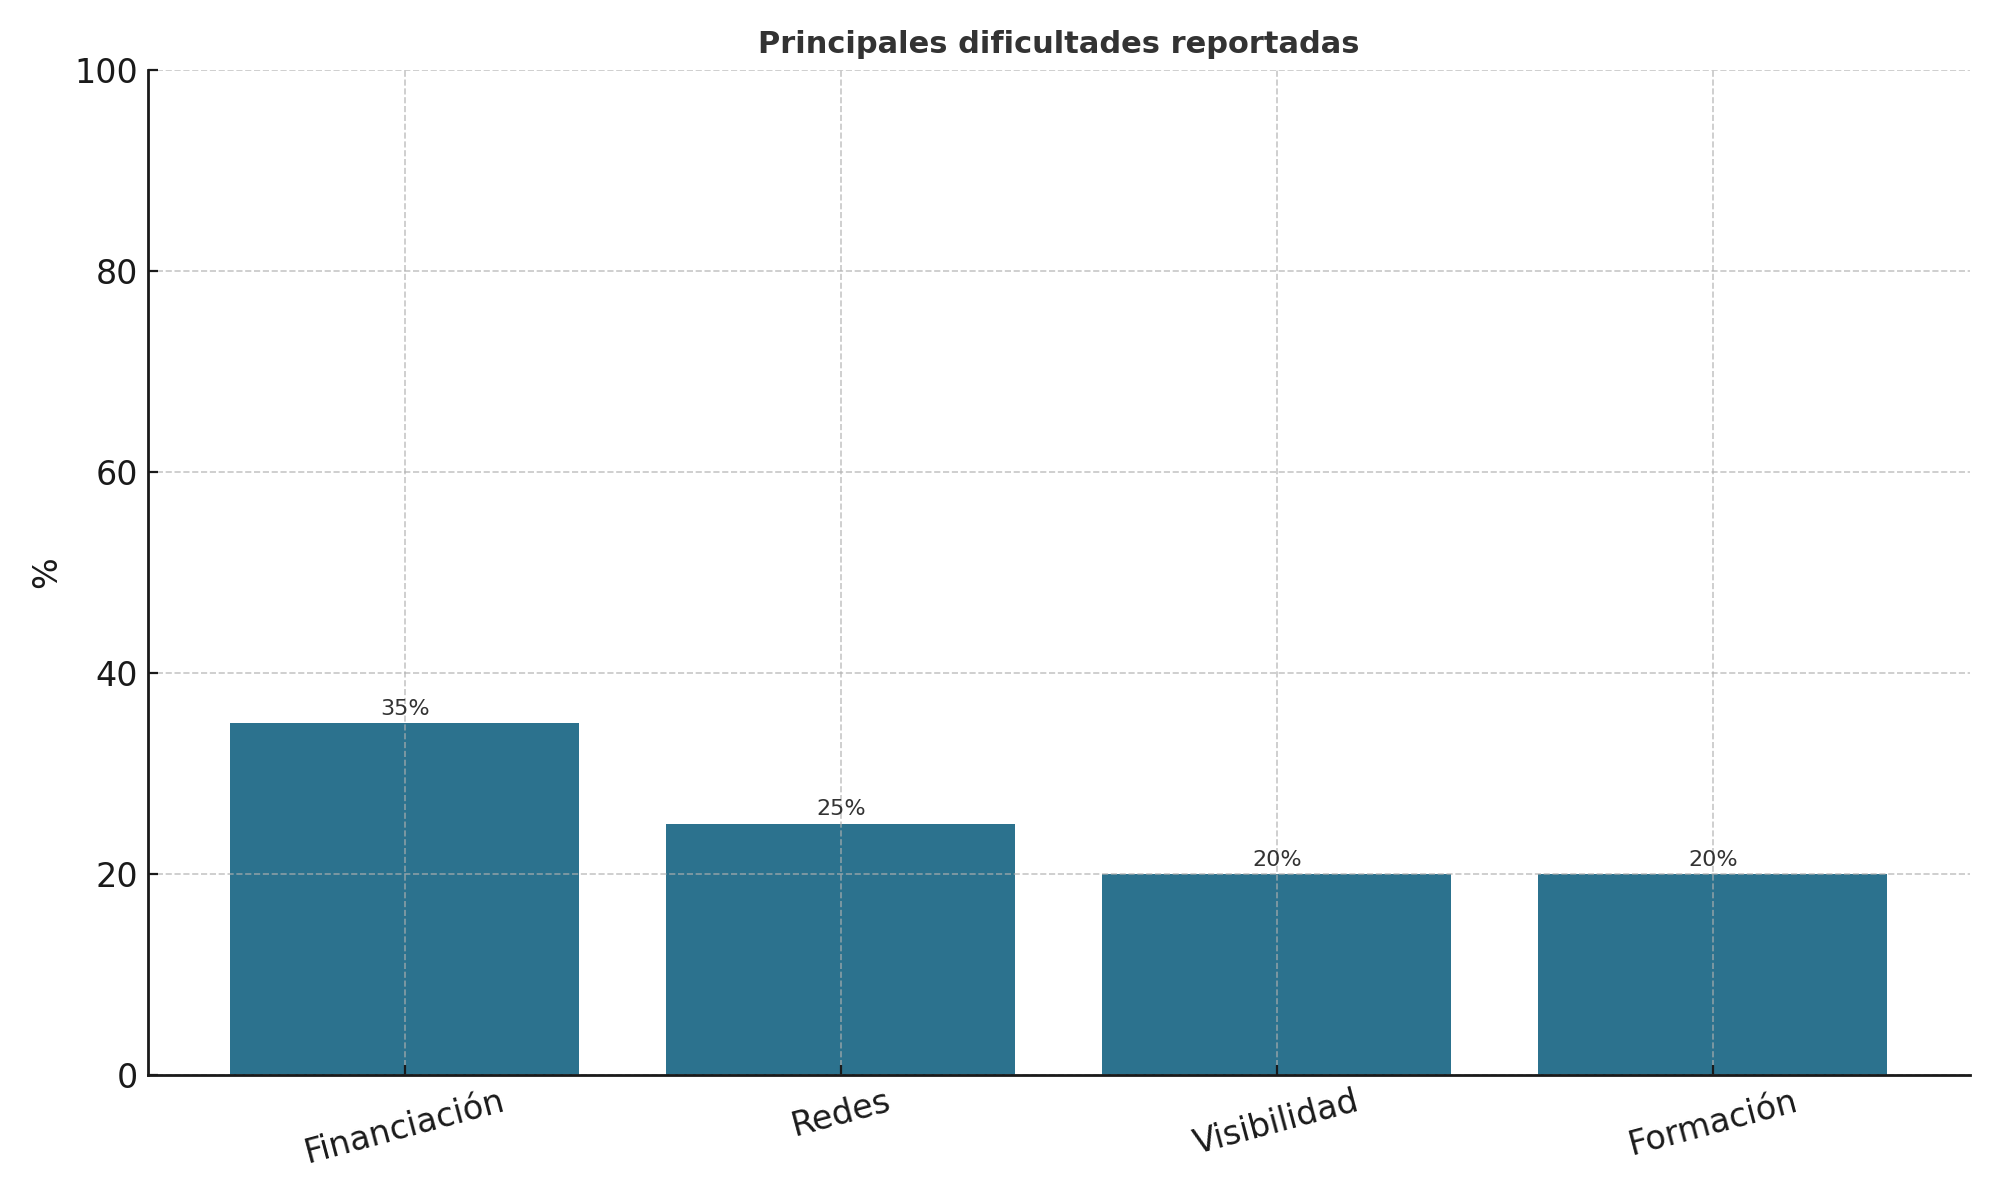 Principales dificultades reportadas
100
80
60
40
20
0
%
35%
25%
20%
20%
Financiación
Redes
Visibilidad
Formación